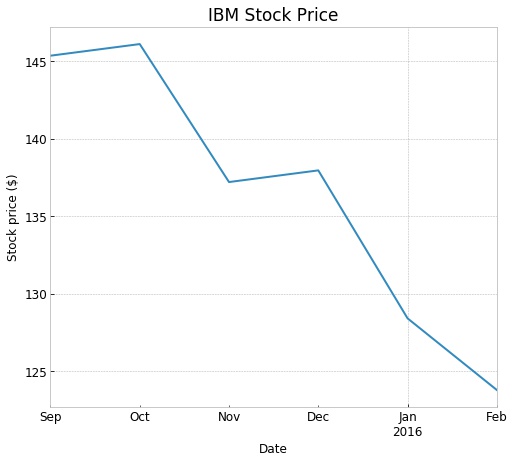 IBM Stock Price
Stock price ($)
145
140
135
130
125
Sep Oct Nov Dec Jan Feb
2016
Date